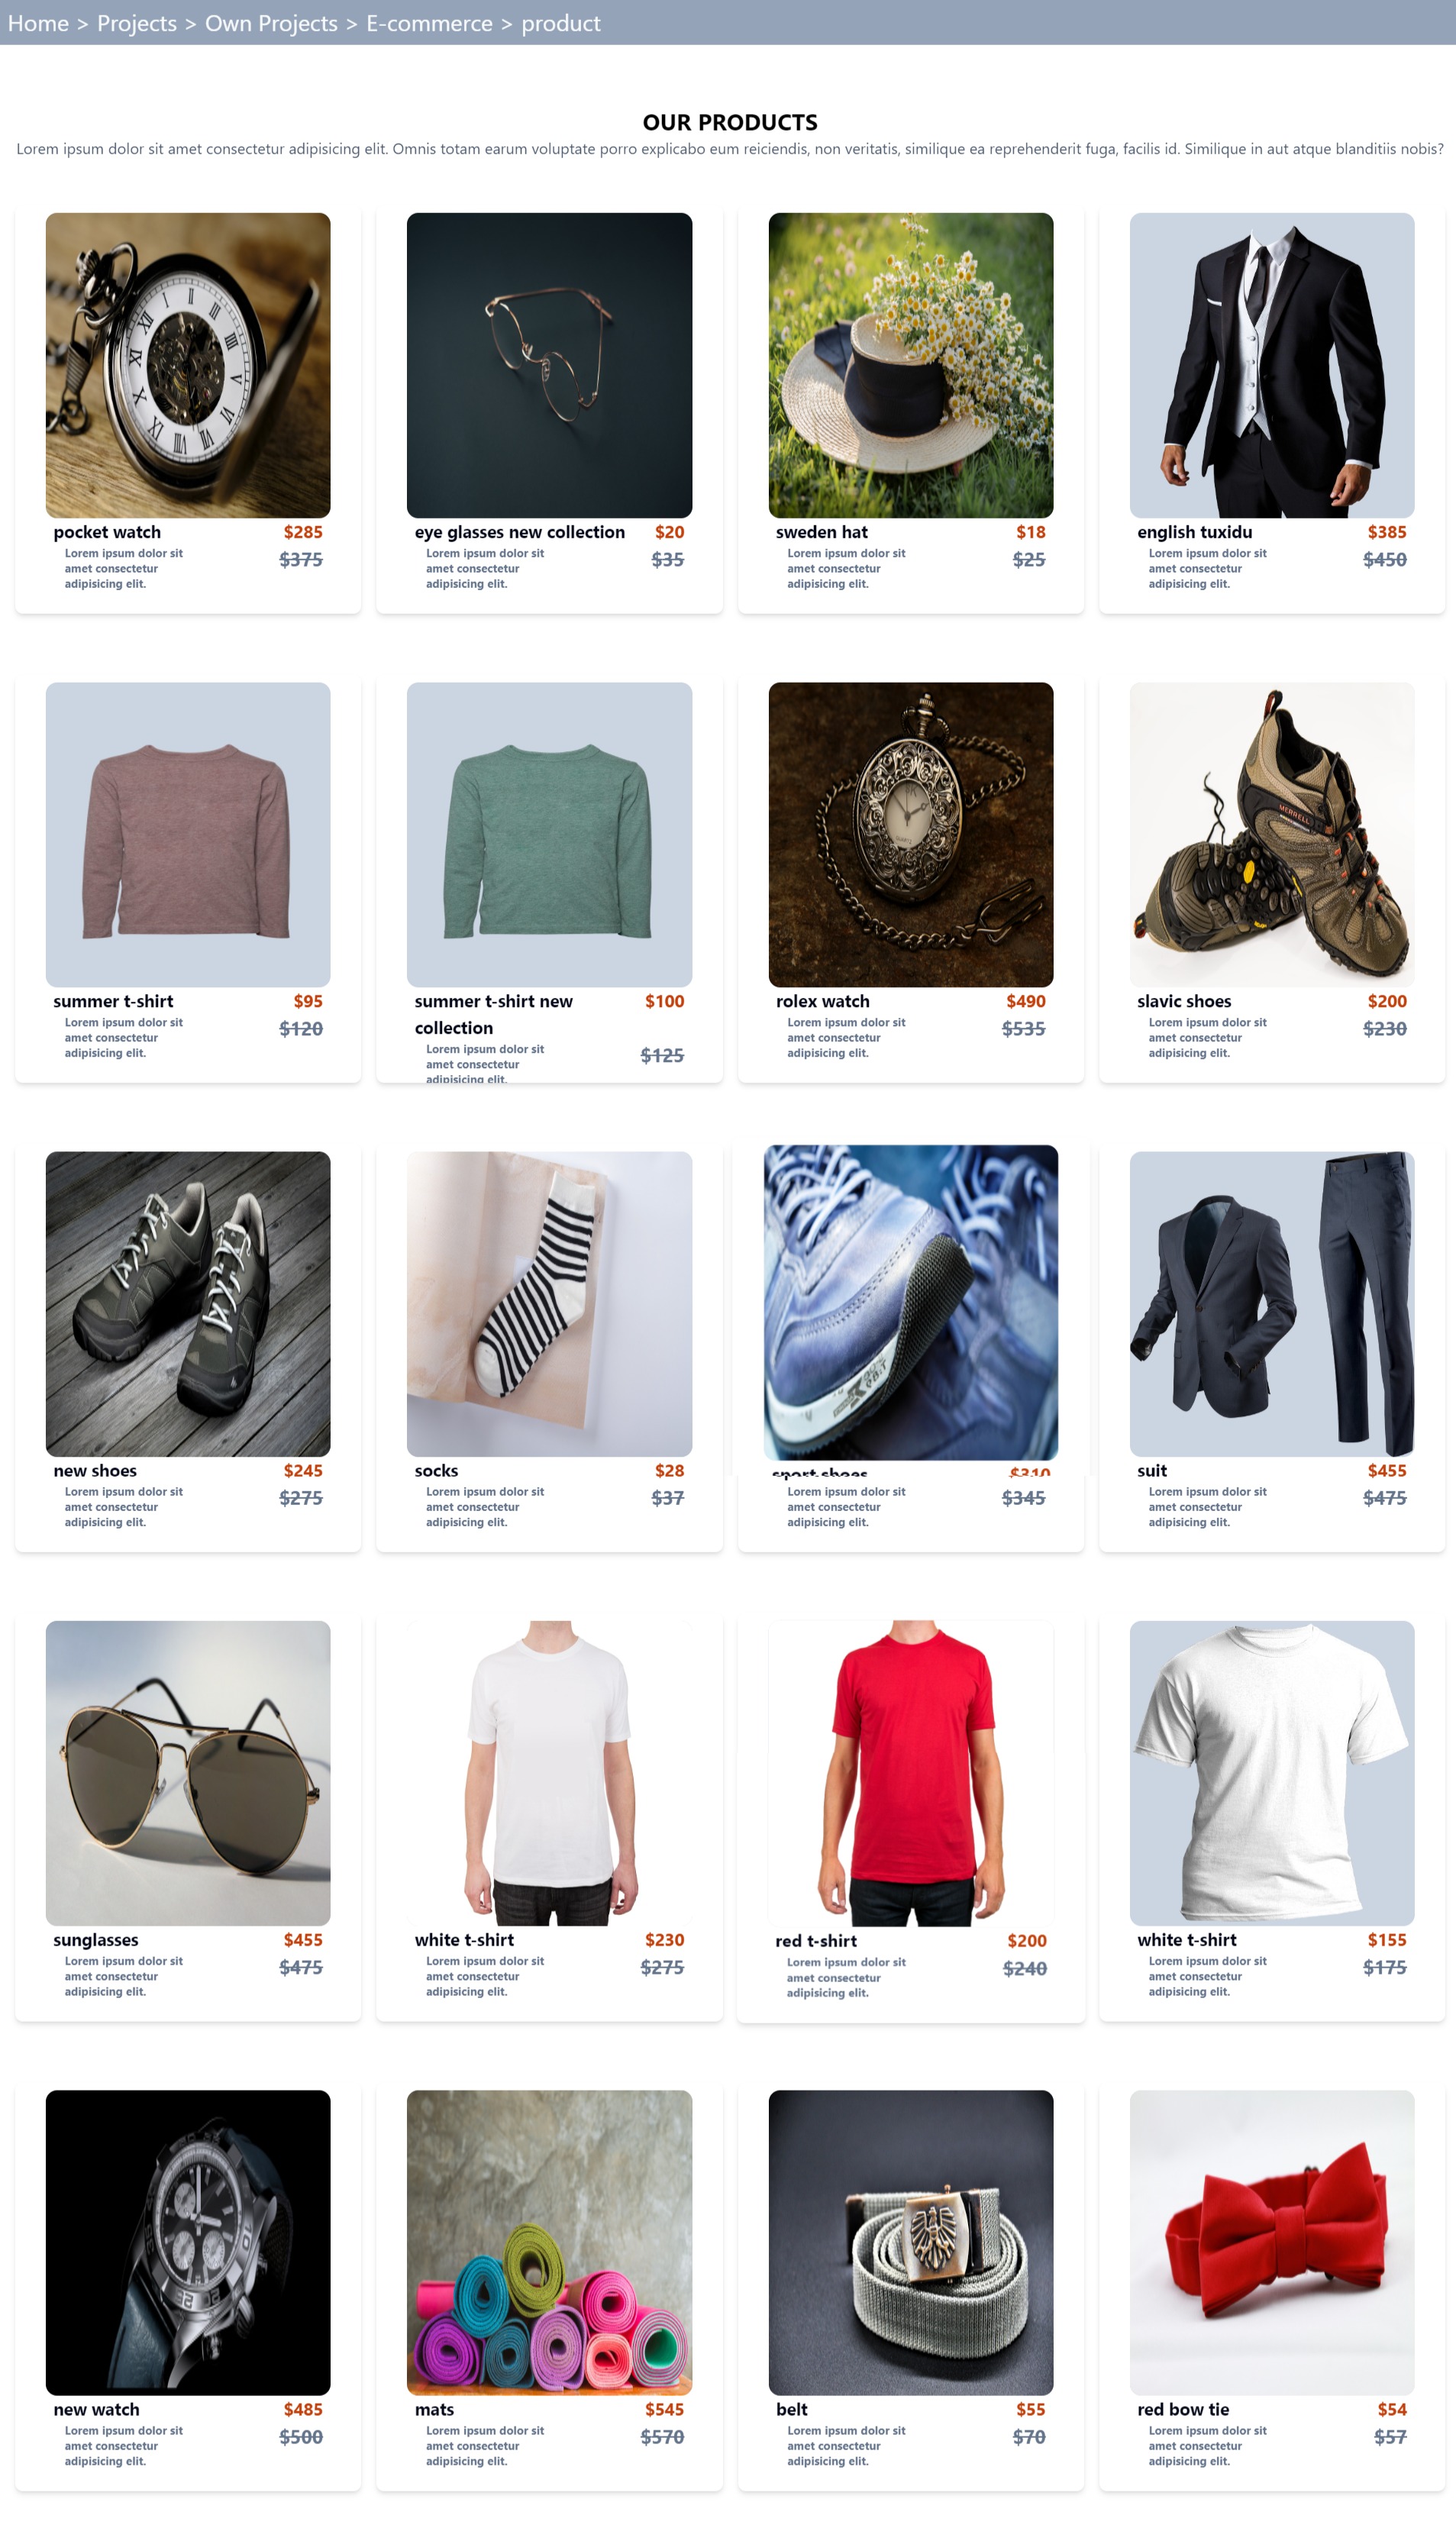 Home > Projects > Own Projects > E-commerce > product
OUR PRODUCTS
Lorem ipsum dolor sit amet consectetur adipisicing elit. Omnis totam earum voluptate porro explicabo eum reiciendis, non veritatis, similique ea reprehenderit fuga, facilis id. Similique in aut atque blanditiis nobis?
pocket watch $285
Lorem ipsum dolor sit $375
amet consectetur
adipisicing elit.
eye glasses new collection $20
Lorem ipsum dolor sit $35
amet consectetur
adipisicing elit.
sweden hat $18
Lorem ipsum dolor sit $25
amet consectetur
adipisicing elit.
english tuxidu $385
Lorem ipsum dolor sit $450
amet consectetur
adipisicing elit.
summer t-shirt $95
Lorem ipsum dolor sit $120
amet consectetur
adipisicing elit.
summer t-shirt new $100
collection
Lorem ipsum dolor sit $125
amet consectetur
adipisicing elit.
QUARTZ
rolex watch $490
Lorem ipsum dolor sit $535
amet consectetur
adipisicing elit.
MERRELL
slavic shoes $200
Lorem ipsum dolor sit $230
amet consectetur
adipisicing elit.
new shoes $245
Lorem ipsum dolor sit $275
amet consectetur
adipisicing elit.
socks $28
Lorem ipsum dolor sit $37
amet consectetur
adipisicing elit.
sport shoes $310
Lorem ipsum dolor sit $345
amet consectetur
adipisicing elit.
suit $455
Lorem ipsum dolor sit $475
amet consectetur
adipisicing elit.
sunglasses $455
Lorem ipsum dolor sit $475
amet consectetur
adipisicing elit.
white t-shirt $230
Lorem ipsum dolor sit $275
amet consectetur
adipisicing elit.
red t-shirt $200
Lorem ipsum dolor sit $240
amet consectetur
adipisicing elit.
white t-shirt $155
Lorem ipsum dolor sit $175
amet consectetur
adipisicing elit.
new watch $485
Lorem ipsum dolor sit $500
amet consectetur
adipisicing elit.
mats $545
Lorem ipsum dolor sit $570
amet consectetur
adipisicing elit.
belt $55
Lorem ipsum dolor sit $70
amet consectetur
adipisicing elit.
red bow tie $54
Lorem ipsum dolor sit $57
amet consectetur
adipisicing elit.